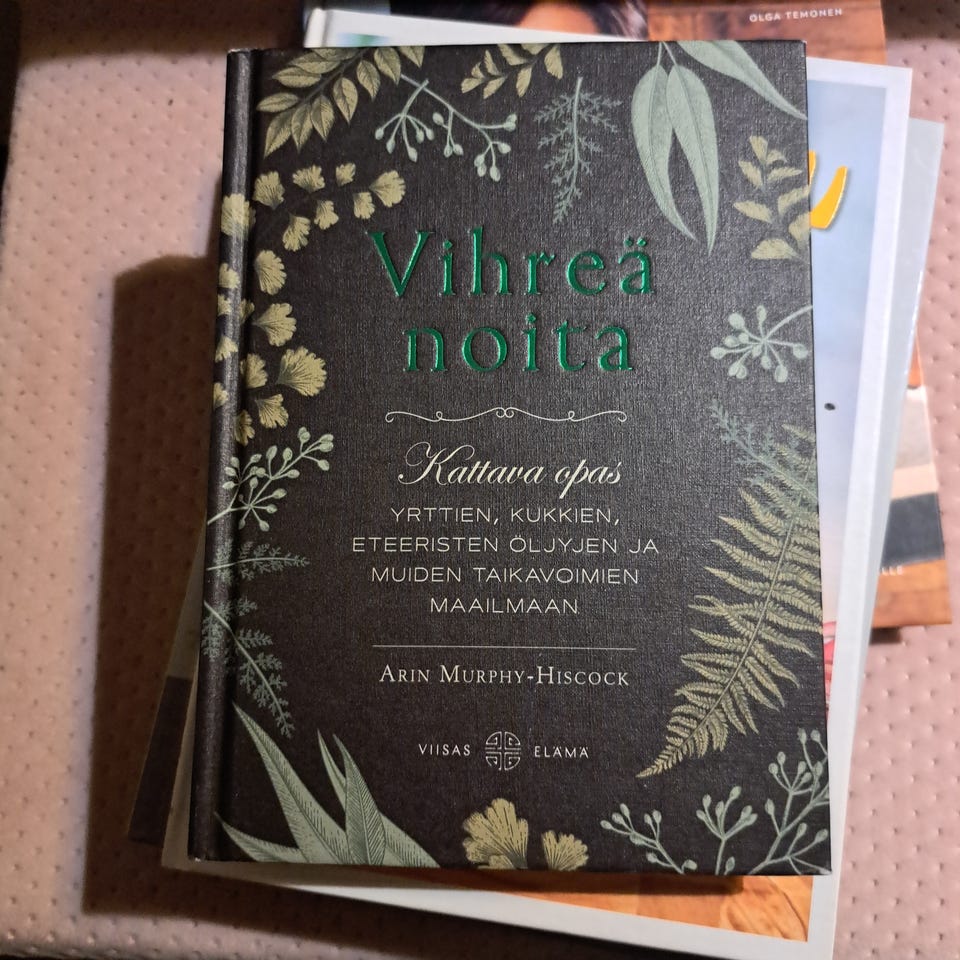 OLGA TEMONEN
Vihreä
noita
Kattava opas
YRTTIEN, KUKKIEN,
ETEERISTEN ÖLJYJEN JA
MUIDEN TAIKAVOIMIEN
MAAILMAAN
ARIN MURPHY-HISCOCK
VIISAS ELÄMÄ